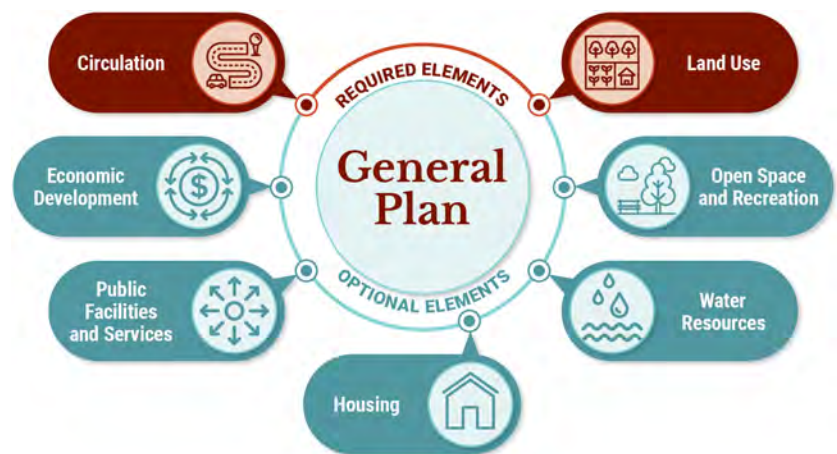 Circulation
REQUIRED ELEMENTS
Land Use
General
Plan
Economic
Development
Open Space
and Recreation
Public
Facilities
and Services
$
OPTIONAL ELEMENTS
Water
Resources
Housing